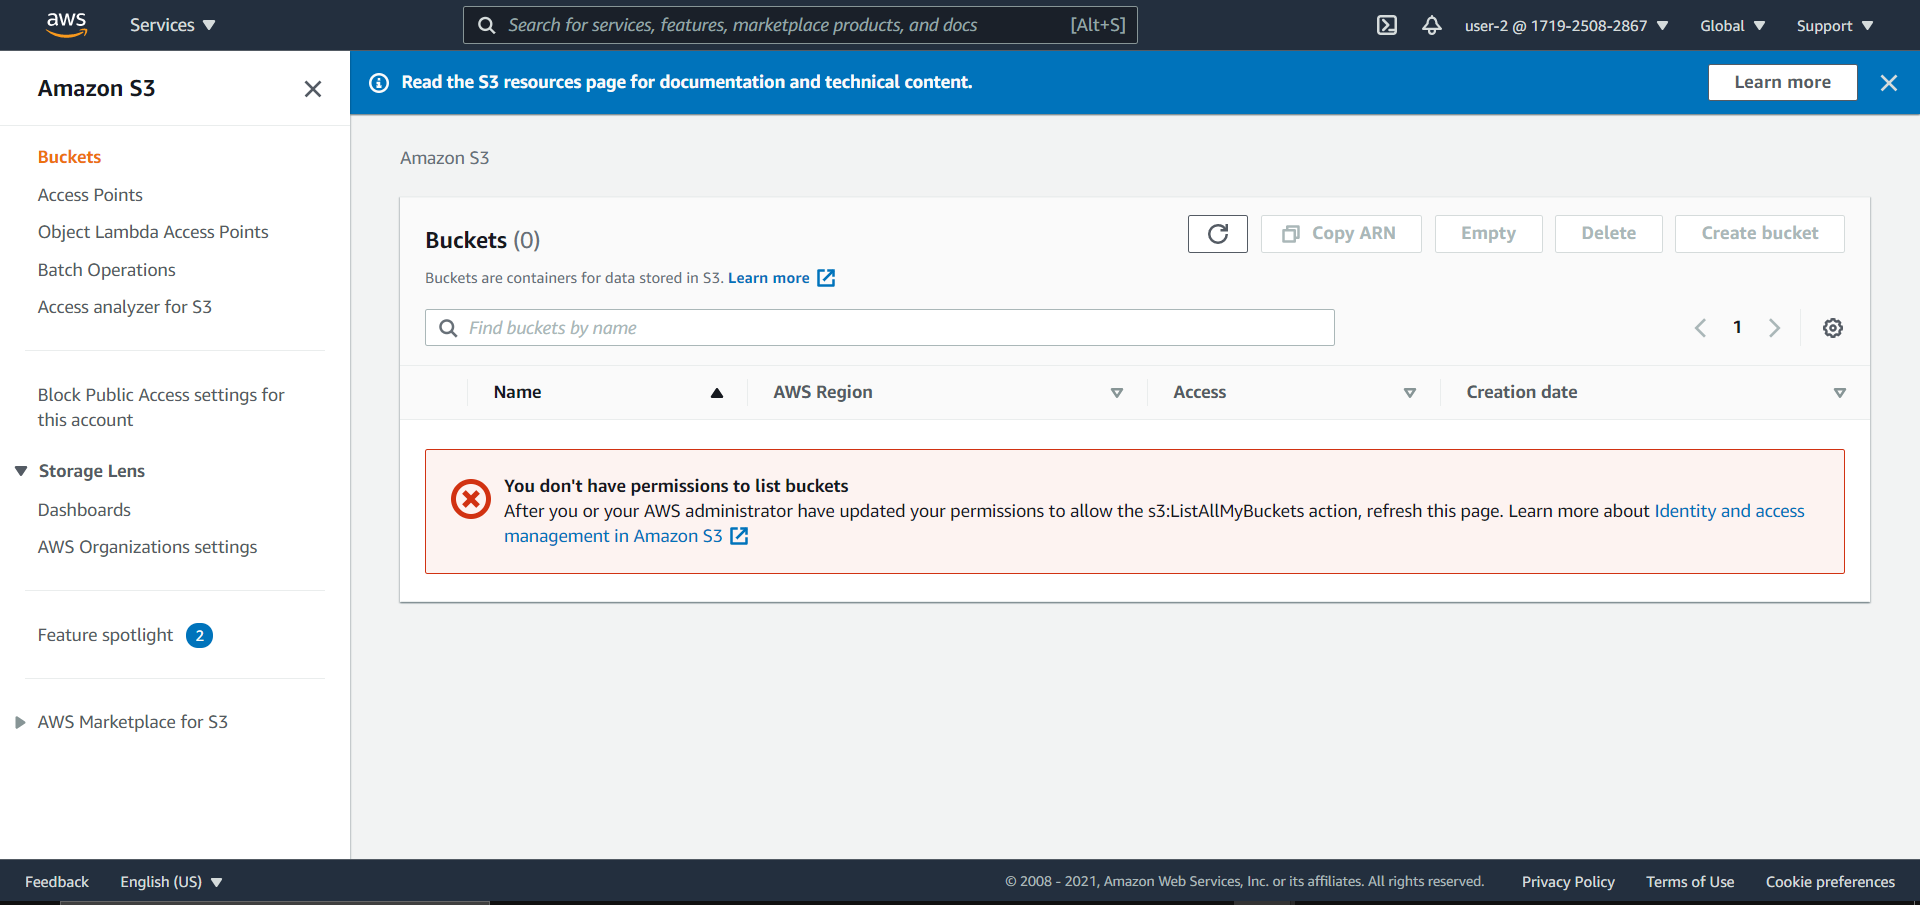 aws
Services
Search for services, features, marketplace products, and docs
[Alt+S]
user-2 @ 1719-2508-2867
Global
Support
Amazon S3
Buckets
Access Points
Object Lambda Access Points
Batch Operations
Access analyzer for S3
Block Public Access settings for
this account
Storage Lens
Dashboards
AWS Organizations settings
Feature spotlight 2
AWS Marketplace for S3
Read the S3 resources page for documentation and technical content.
Learn more
Amazon S3
Buckets (0)
Copy ARN
Empty
Delete
Create bucket
Buckets are containers for data stored in S3. Learn more
Find buckets by name
1
Name
AWS Region
Access
Creation date
You don't have permissions to list buckets
After you or your AWS administrator have updated your permissions to allow the s3:ListAllMyBuckets action, refresh this page. Learn more about Identity and access
management in Amazon S3
Feedback
English (US)
© 2008 - 2021, Amazon Web Services, Inc. or its affiliates. All rights reserved.
Privacy Policy
Terms of Use
Cookie preferences